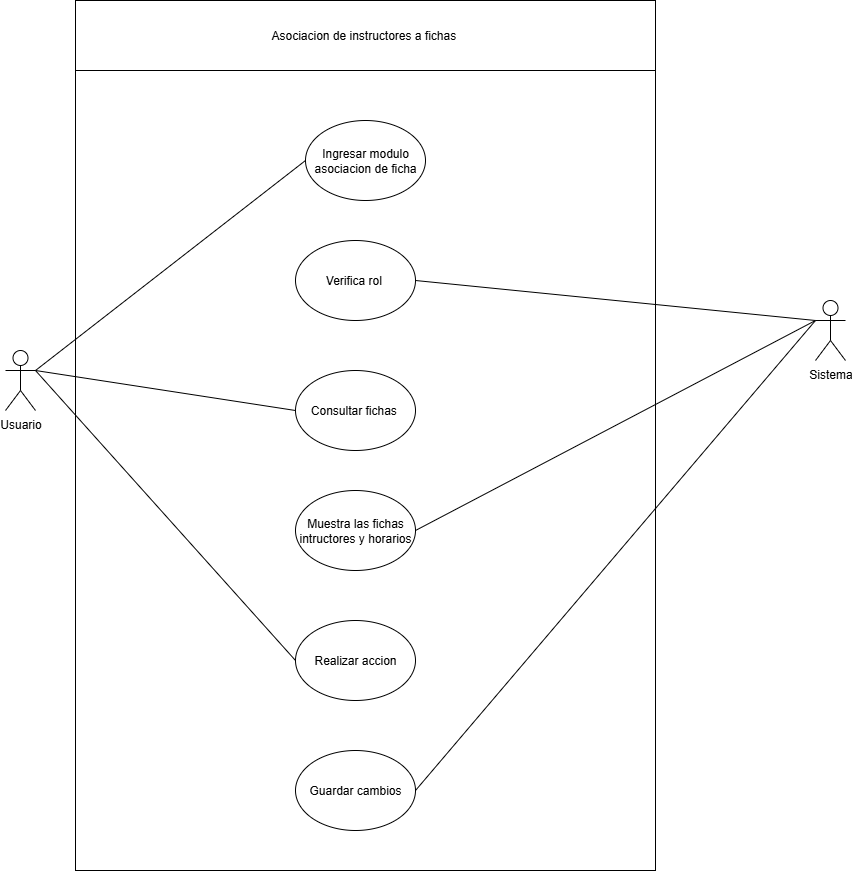 Asociacion de instructores a fichas
Ingresar modulo
asociacion de ficha
Verifica rol
Sistema
Consultar fichas
Usuario
Muestra las fichas
intructores y horarios
Realizar accion
Guardar cambios